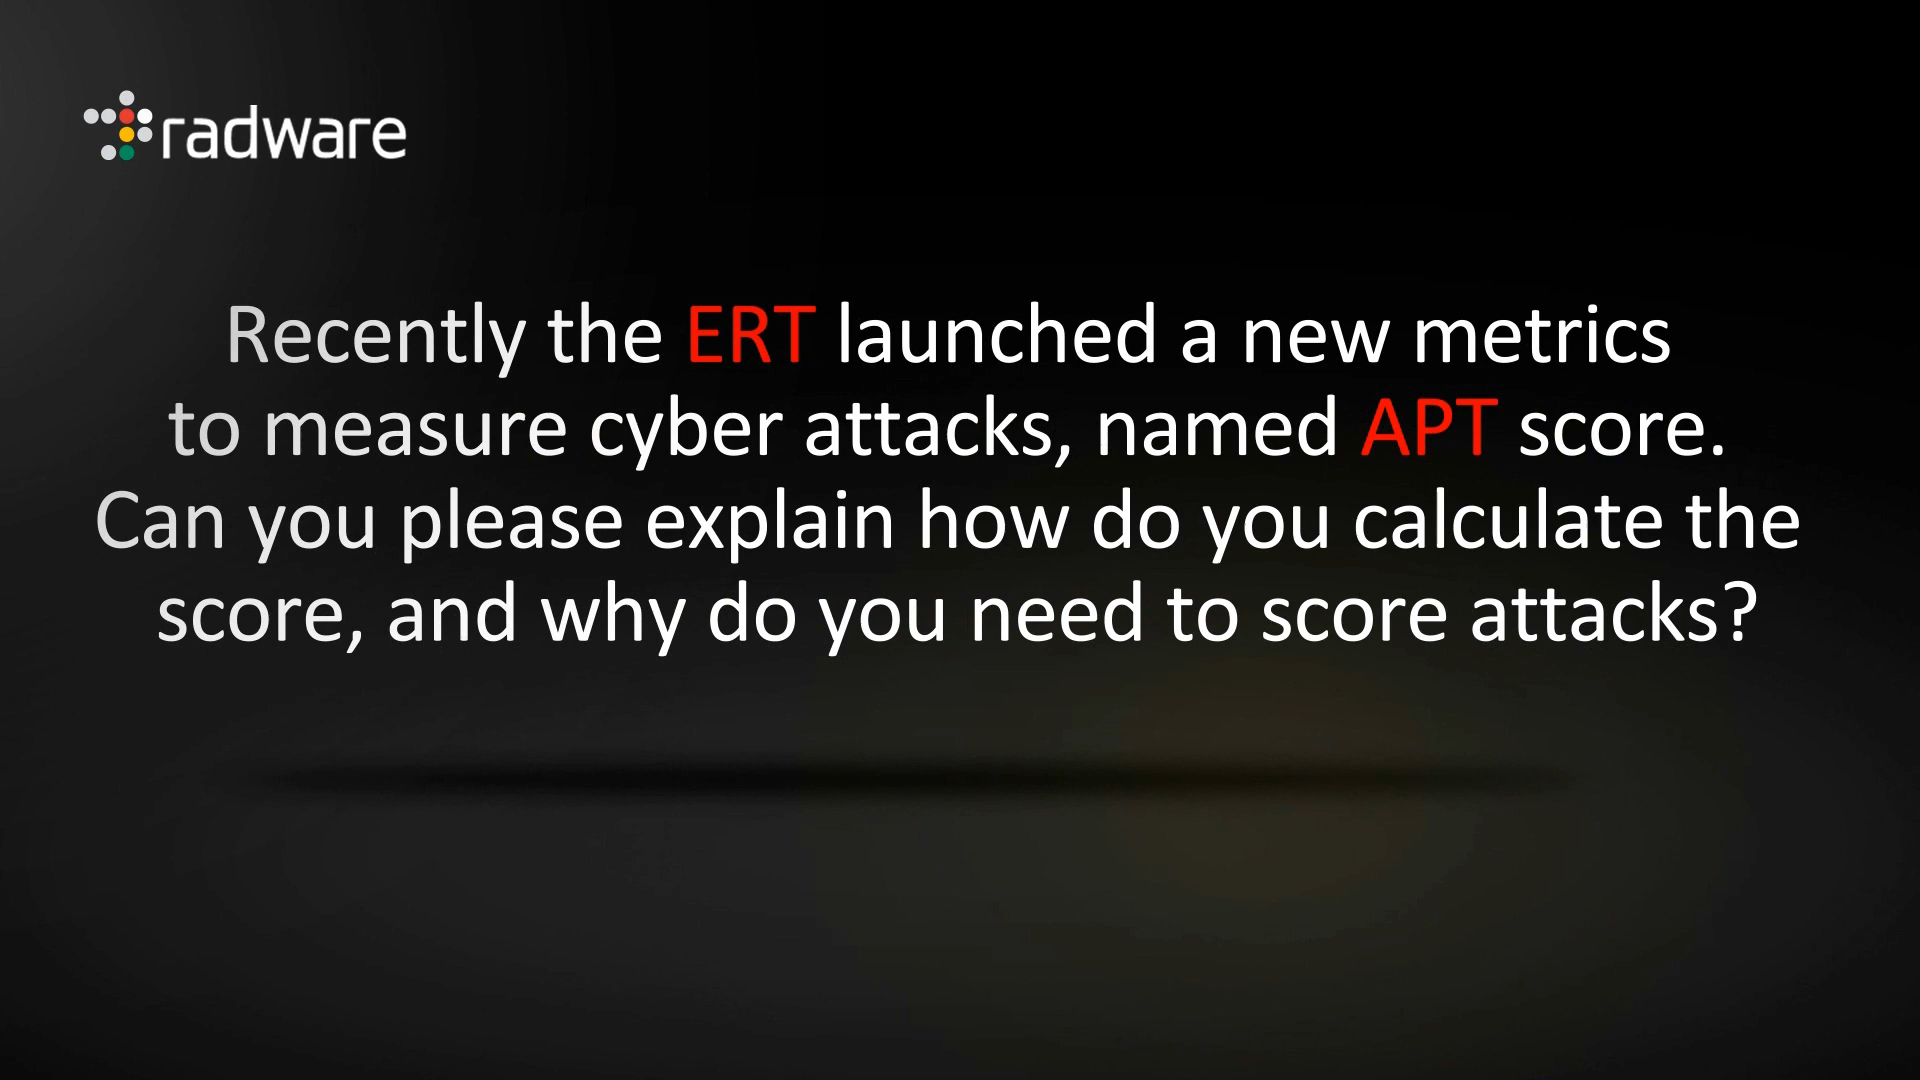 radware
Recently the ERT launched a new metrics
to measure cyber attacks, named APT score.
Can you please explain how do you calculate the
score, and why do you need to score attacks?